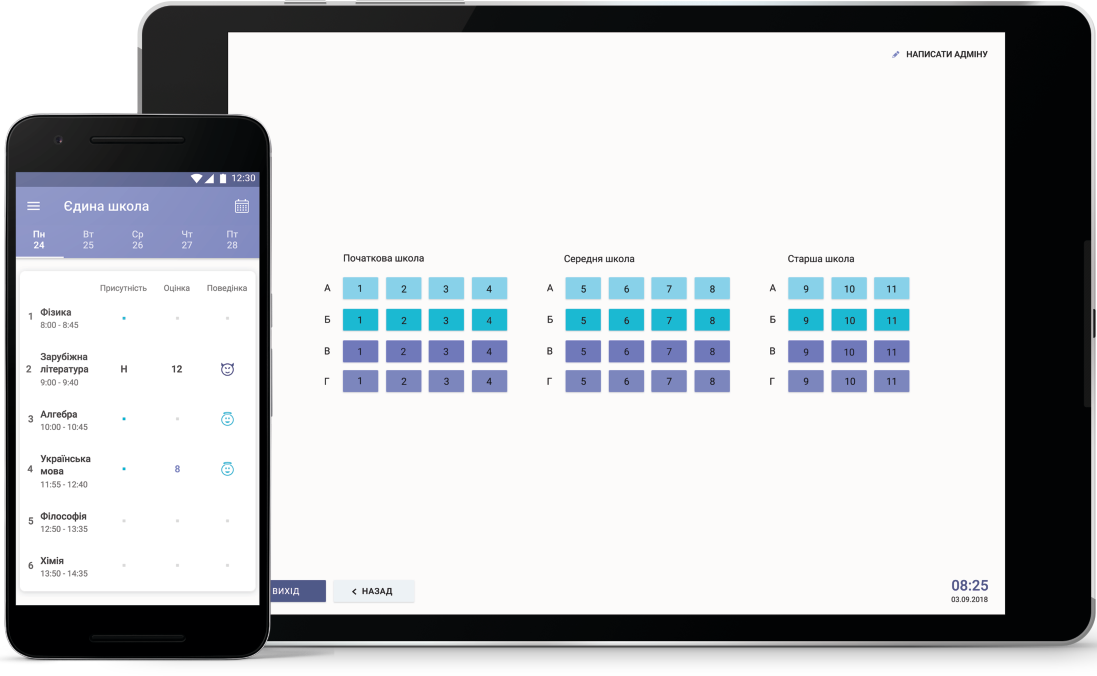 НАПИСАТИ АДМІНУ
Початкова школа
Середня школа
Старша школа
А 1 2 3 4 А 5 6 7 8 А 9 10 11
Б 1 2 3 4 Б 5 6 7 8 Б 9 10 11
В 1 2 3 4 В 5 6 7 8 В 9 10 11
Г 1 2 3 4 Г 5 6 7 8 Г 9 10 11
ВИХІД
< НАЗАД
08:25
03.09.2018
12:30
Єдина школа
Пн Вт Ср Чт Пт
24 25 26 27 28
Присутність Оцінка Поведінка
1 Фізика
8:00 - 8:45
Зарубіжна
2 література Н 12
9:00 - 9:40
3 Алгебра
10:00 - 10:45
Українська
4 мова 8
11:55 - 12:40
5 Філософія
12:50 - 13:35
6 Хімія
13:50 - 14:35